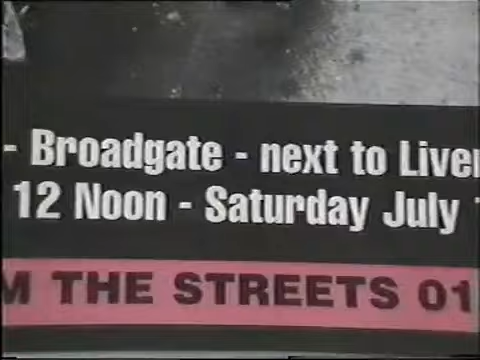 - Broadgate - next to Liver
12 Noon - Saturday July
M THE STREETS 01